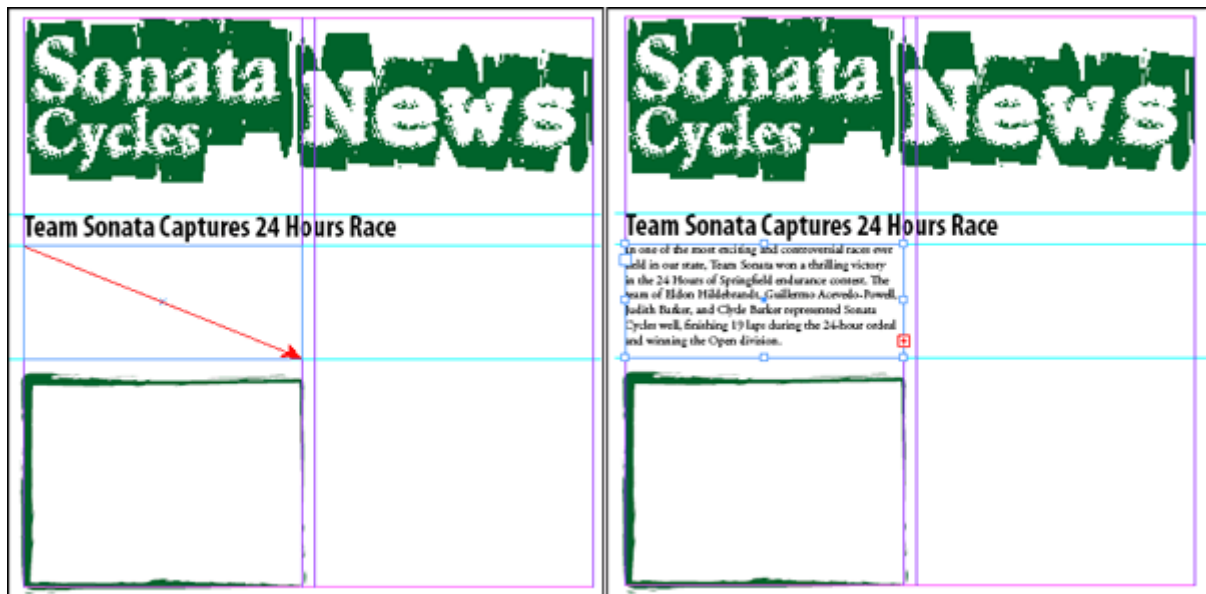 Sonata
Cycles
News
Team Sonata Captures 24 Hours Race
Sonata
Cycles
News
Team Sonata Captures 24 Hours Race
In one of the most exciting and controversial races ever
held in our state, Team Sonata won a thrilling victory
in the 24 Hours of Springfield endurance contest. The
team of Eldon Hildebrandt, Guillermo Acevedo-Powell,
Judith Barker, and Clyde Barker represented Sonata
Cycles well, finishing 19 laps during the 24-hour ordeal
and winning the Open division.